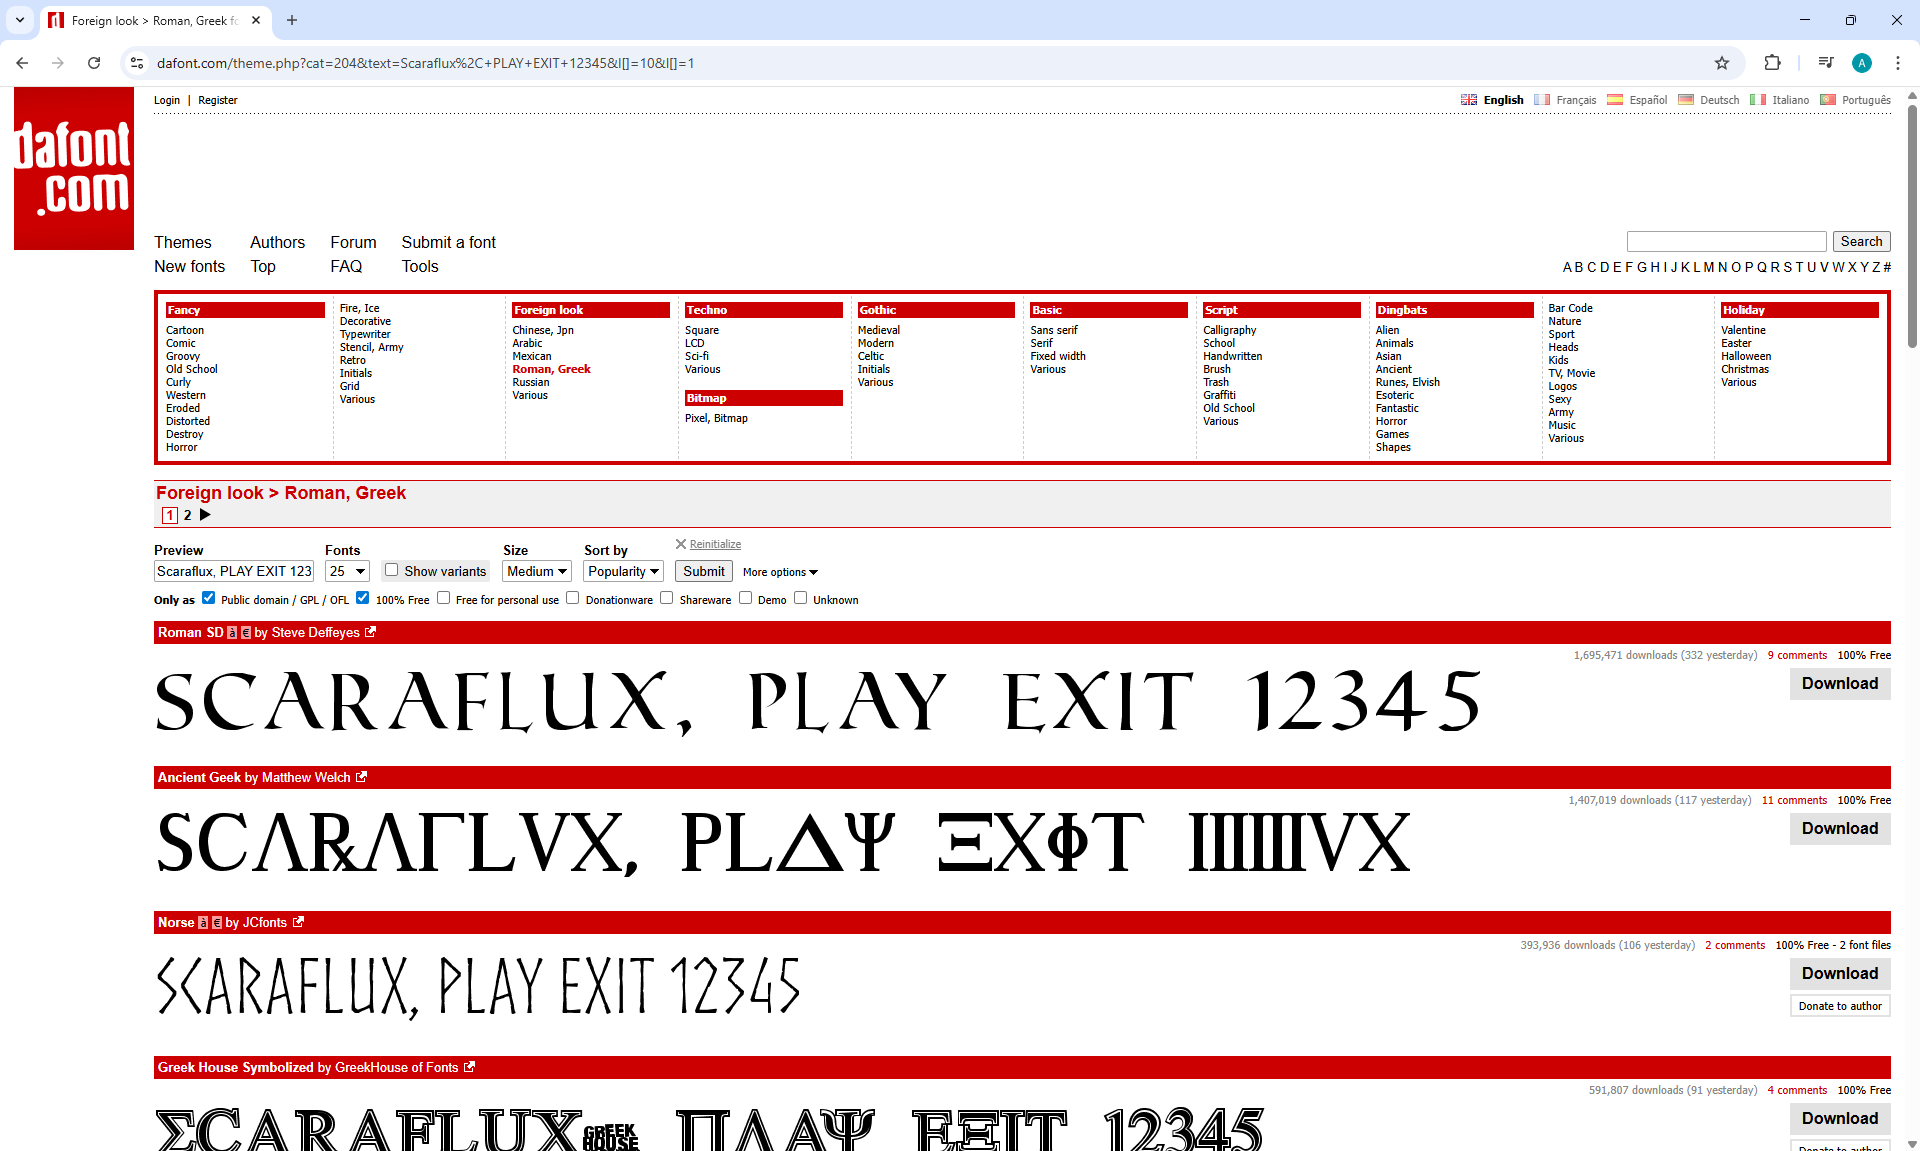 Foreign look > Roman, Greek fo
dafont.com/theme.php?cat=204&text=Scaraflux%2C+PLAY+EXIT+12345&l[]=10&l[]=1
A
dafont
.com
Login | Register
English Français Español Deutsch Italiano Português
Themes Authors Forum Submit a font
New fonts Top FAQ Tools
Search
A B C D E F G H I J K L M N O P Q R S T U V W X Y Z #
Fancy
Cartoon
Comic
Groovy
Old School
Curly
Western
Eroded
Distorted
Destroy
Horror
Fire, Ice
Decorative
Typewriter
Stencil, Army
Retro
Initials
Grid
Various
Foreign look
Chinese, Jpn
Arabic
Mexican
Roman, Greek
Russian
Various
Techno
Square
LCD
Sci-fi
Various
Bitmap
Pixel, Bitmap
Gothic
Medieval
Modern
Celtic
Initials
Various
Basic
Sans serif
Serif
Fixed width
Various
Script
Calligraphy
School
Handwritten
Brush
Trash
Graffiti
Old School
Various
Dingbats
Alien
Animals
Asian
Ancient
Runes, Elvish
Esoteric
Fantastic
Horror
Games
Shapes
Bar Code
Nature
Sport
Heads
Kids
TV, Movie
Logos
Sexy
Army
Music
Various
Holiday
Valentine
Easter
Halloween
Christmas
Various
Foreign look > Roman, Greek
1 2
Reinitialize
Preview Fonts Size Sort by
Scaraflux, PLAY EXIT 123 25 Show variants Medium Popularity Submit More options
Only as Public domain / GPL / OFL 100% Free Free for personal use Donationware Shareware Demo Unknown
Roman SD à € by Steve Deffeyes
1,695,471 downloads (332 yesterday) 9 comments 100% Free
SCARAFLUX, PLAY EXIT 12345
Download
Ancient Geek by Matthew Welch
1,407,019 downloads (117 yesterday) 11 comments 100% Free
SCΛRΛΓLVX, PLΔΨ ΞXΦT IIIIIIVX
Download
Norse à € by JCfonts
393,936 downloads (106 yesterday) 2 comments 100% Free - 2 font files
SCARAFLUX, PLAY EXIT 12345
Download
Donate to author
Greek House Symbolized by GreekHouse of Fonts
591,807 downloads (91 yesterday) 4 comments 100% Free
ΣCARAFLUX GREEK HOUSE ΠΛAΨ EΞIT 12345
Download
Donate to author